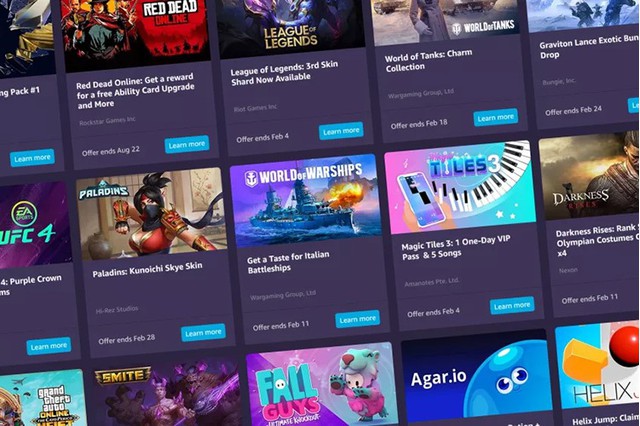 RED DEAD
ONLINE
LEAGUE OF
LEGENDS
WORLD OF TANKS
ng Pack #1
Learn more
Red Dead Online: Get a reward
for a free Ability Card Upgrade
and More
Rockstar Games Inc
Offer ends Aug 22
Learn more
League of Legends: 3rd Skin
Shard Now Available
Riot Games Inc
Offer ends Feb 4
Learn more
World of Tanks: Charm
Collection
Wargaming Group, Ltd
Offer ends Feb 18
Learn more
Graviton Lance Exotic Bun
Drop
Bungie, Inc.
Offer ends Feb 24
EA
SPORTS
UFC 4
4: Purple Crown
ms
Learn more
PALADINS
Paladins: Kunoichi Skye Skin
Hi-Rez Studios
Offer ends Feb 28
Learn more
WORLD OF WARSHIPS
Get a Taste for Italian
Battleships
Wargaming Group, Ltd
Offer ends Feb 11
Learn more
TILES 3
Magic Tiles 3: 1 One-Day VIP
Pass & 5 Songs
Amanotes Pte. Ltd.
Offer ends Feb 4
Learn more
DARKNESS
RISES
Darkness Rises: Rank S
Olympian Costumes C
x4
Nexon
Offer ends Feb 11
grand
theft
auto
ONLINE
SMITE
FALL
GUYS
ULTIMATE KNOCKOUT
Agar.io
HELIX JU
Helix Jump: Claim